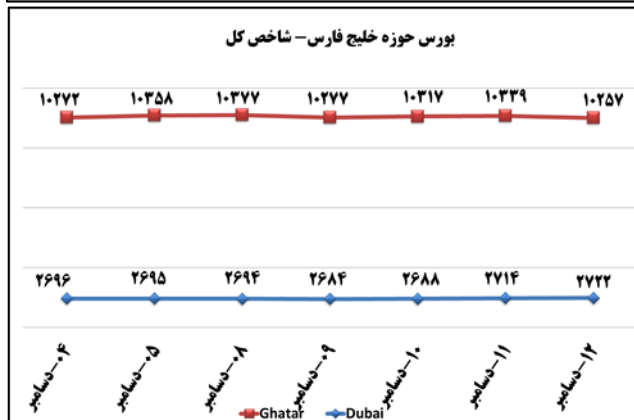 بورس حوزه خلیج فارس– شاخص کل
۱۰۲۷۲ ۱۰۳۵۸ ۱۰۳۷۷ ۱۰۲۷۷ ۱۰۳۱۷ ۱۰۳۳۹ ۱۰۲۵۷
۲۶۹۶ ۲۶۹۵ ۲۶۹۴ ۲۶۸۴ ۲۶۸۸ ۲۷۱۴ ۲۷۲۲
۰۴-دسامبر ۰۵-دسامبر ۰۸-دسامبر ۰۹-دسامبر ۱۰-دسامبر ۱۱-دسامبر ۱۲-دسامبر
Ghatar Dubai